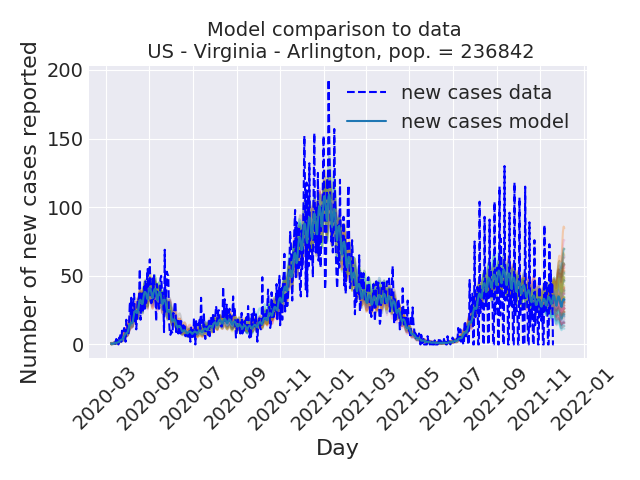 Model comparison to data
US - Virginia - Arlington, pop. = 236842
Number of new cases reported
200
150
100
50
0
new cases data
new cases model
2020-03
2020-05
2020-07
2020-09
2020-11
2021-01
2021-03
2021-05
2021-07
2021-09
2021-11
2022-01
Day